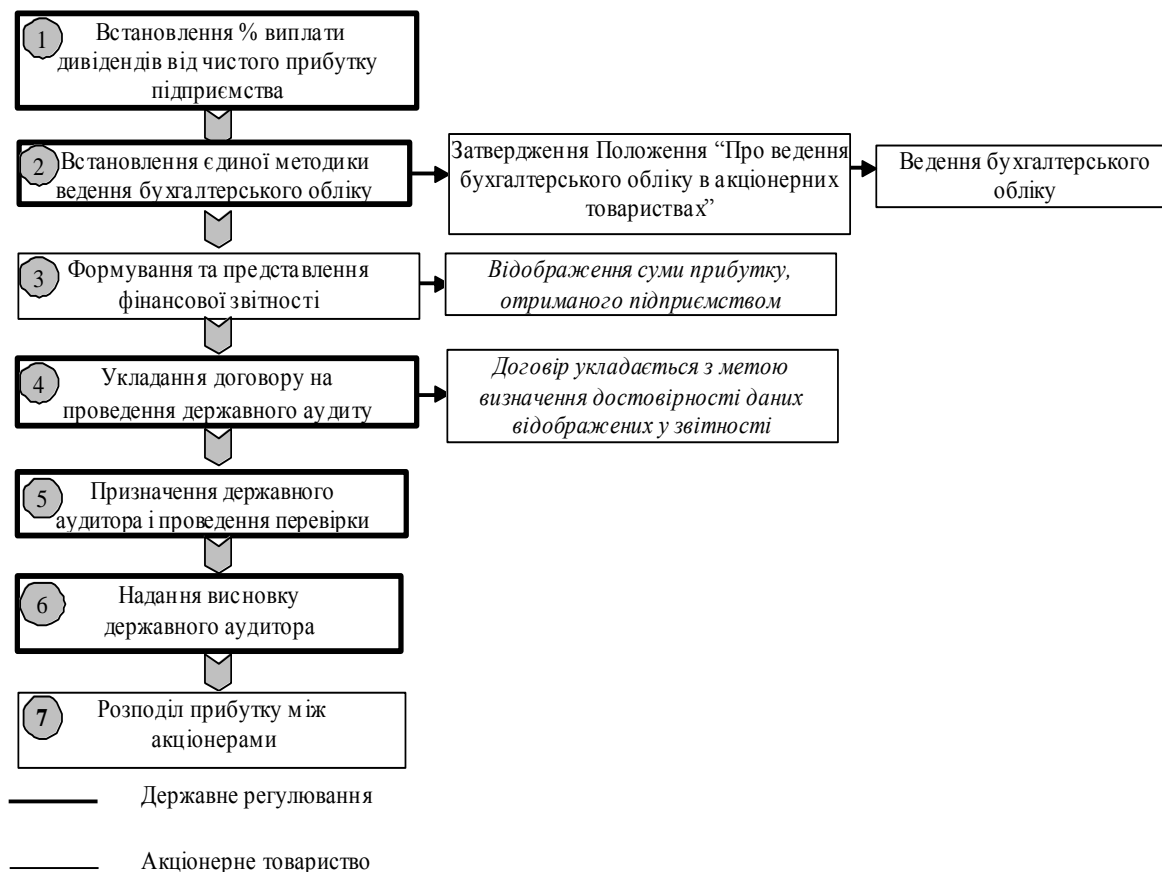 1
Встановлення % виплати
дивідендів від чистого прибутку
підприємства
2
Встановлення єдиної методики
ведення бухгалтерського обліку
Затвердження Положення “Про ведення
бухгалтерського обліку в акціонерних
товариствах”
Ведення бухгалтерського
обліку
3
Формування та представлення
фінансової звітності
Відображення суми прибутку,
отриманого підприємством
4
Укладання договору на
проведення державного аудиту
Договір укладається з метою
визначення достовірності даних
відображених у звітності
5
Призначення державного
аудитора і проведення перевірки
6
Надання висновку
державного аудитора
7
Розподіл прибутку між
акціонерами
Державне регулювання
Акціонерне товариство